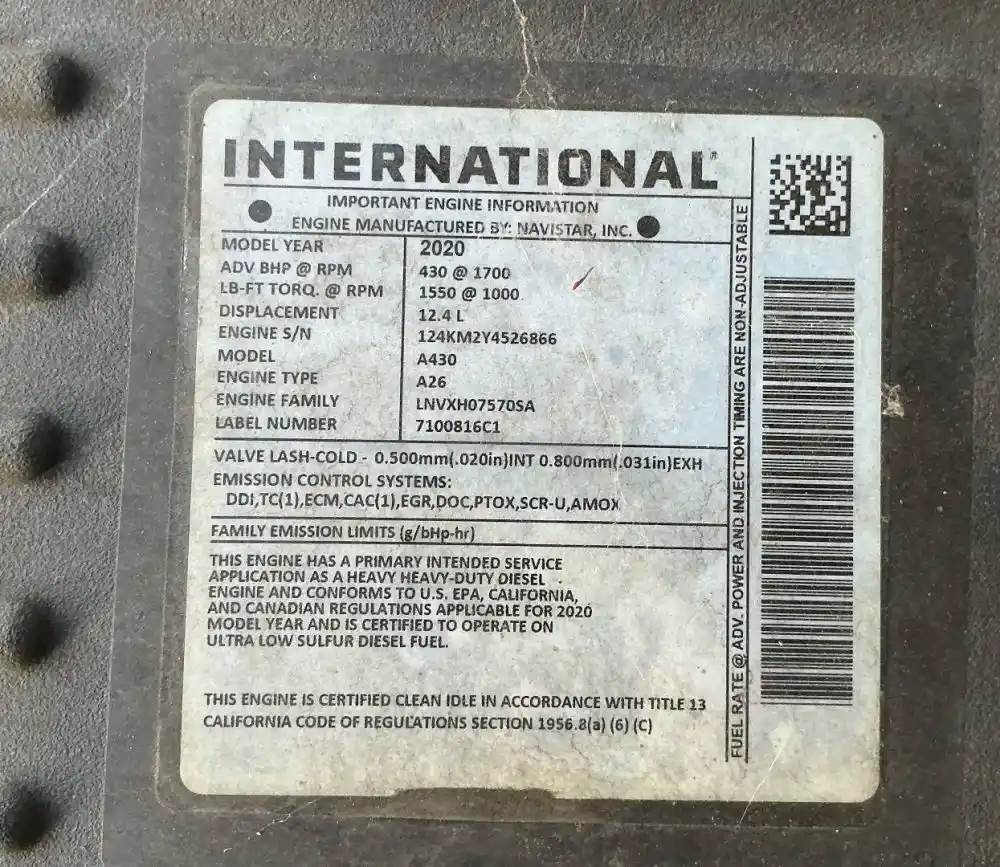 INTERNATIONAL®
IMPORTANT ENGINE INFORMATION
ENGINE MANUFACTURED BY: NAVISTAR, INC.
MODEL YEAR 2020
ADV BHP @ RPM 430 @ 1700
LB-FT TORQ. @ RPM 1550 @ 1000
DISPLACEMENT 12.4 L
ENGINE S/N 124KM2Y4526866
MODEL A430
ENGINE TYPE A26
ENGINE FAMILY LNVXH07570SA
LABEL NUMBER 7100816C1
VALVE LASH-COLD - 0.500mm(.020in)INT 0.800mm(.031in)EXH
EMISSION CONTROL SYSTEMS:
DDI,TC(1),ECM,CAC(1),EGR,DOC,PTOX,SCR-U,AMOX
FAMILY EMISSION LIMITS (g/bHp-hr)
THIS ENGINE HAS A PRIMARY INTENDED SERVICE
APPLICATION AS A HEAVY HEAVY-DUTY DIESEL
ENGINE AND CONFORMS TO U.S. EPA, CALIFORNIA,
AND CANADIAN REGULATIONS APPLICABLE FOR 2020
MODEL YEAR AND IS CERTIFIED TO OPERATE ON
ULTRA LOW SULFUR DIESEL FUEL.
THIS ENGINE IS CERTIFIED CLEAN IDLE IN ACCORDANCE WITH TITLE 13
CALIFORNIA CODE OF REGULATIONS SECTION 1956.8(a) (6) (C)
FUEL RATE @ ADV. POWER AND INJECTION TIMING ARE NON-ADJUSTABLE